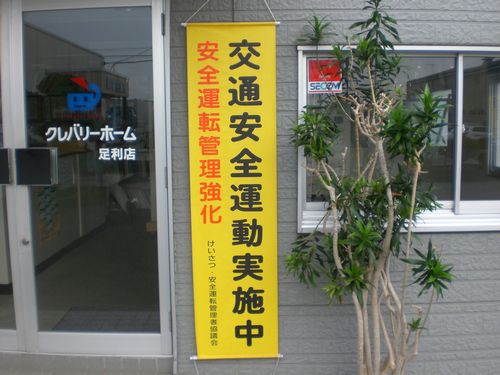 クレバリーホーム
足利店
交通安全運動実施中
安全運転管理強化
けいさつ・安全運転管理者協議会
SECOM